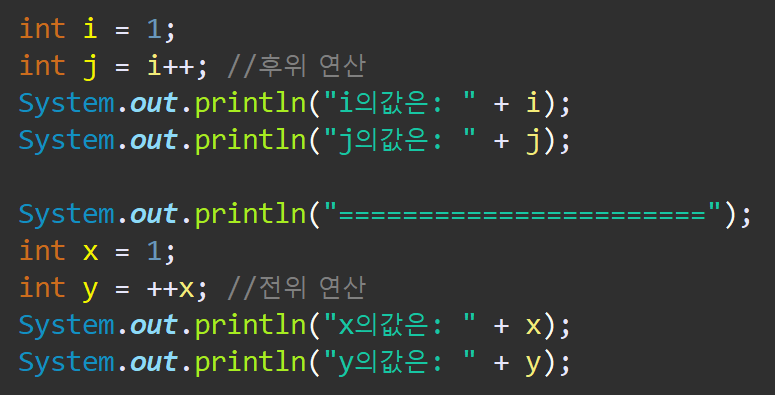 int i = 1;
int j = i++; //후위 연산
System.out.println("i의값은: " + i);
System.out.println("j의값은: " + j);
System.out.println("=======================");
int x = 1;
int y = ++x; //전위 연산
System.out.println("x의값은: " + x);
System.out.println("y의값은: " + y);